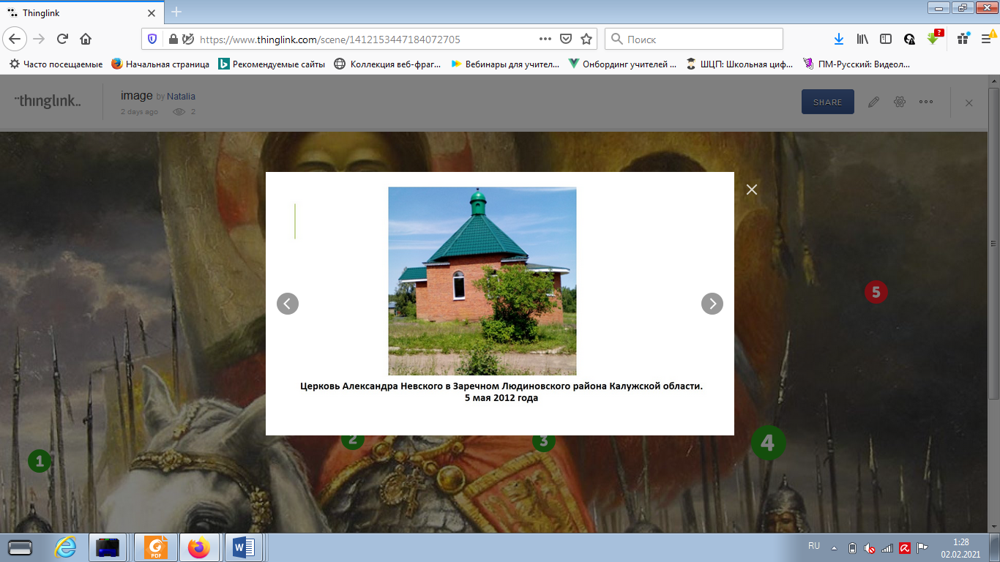 Thinglink
https://www.thinglink.com/scene/1412153447184072705
Поиск
Часто посещаемые
Начальная страница
Рекомендуемые сайты
Коллекция веб-фраг...
Вебинары для учител...
Онбординг учителей ...
ШЦП: Школьная циф...
ПМ-Русский: Видеол...
thinglink..
image by Natalia
2 days ago 2
SHARE
5
Церковь Александра Невского в Заречном Людиновского района Калужской области.
5 мая 2012 года
1
2
3
4
PDF
W
RU
1:28
02.02.2021